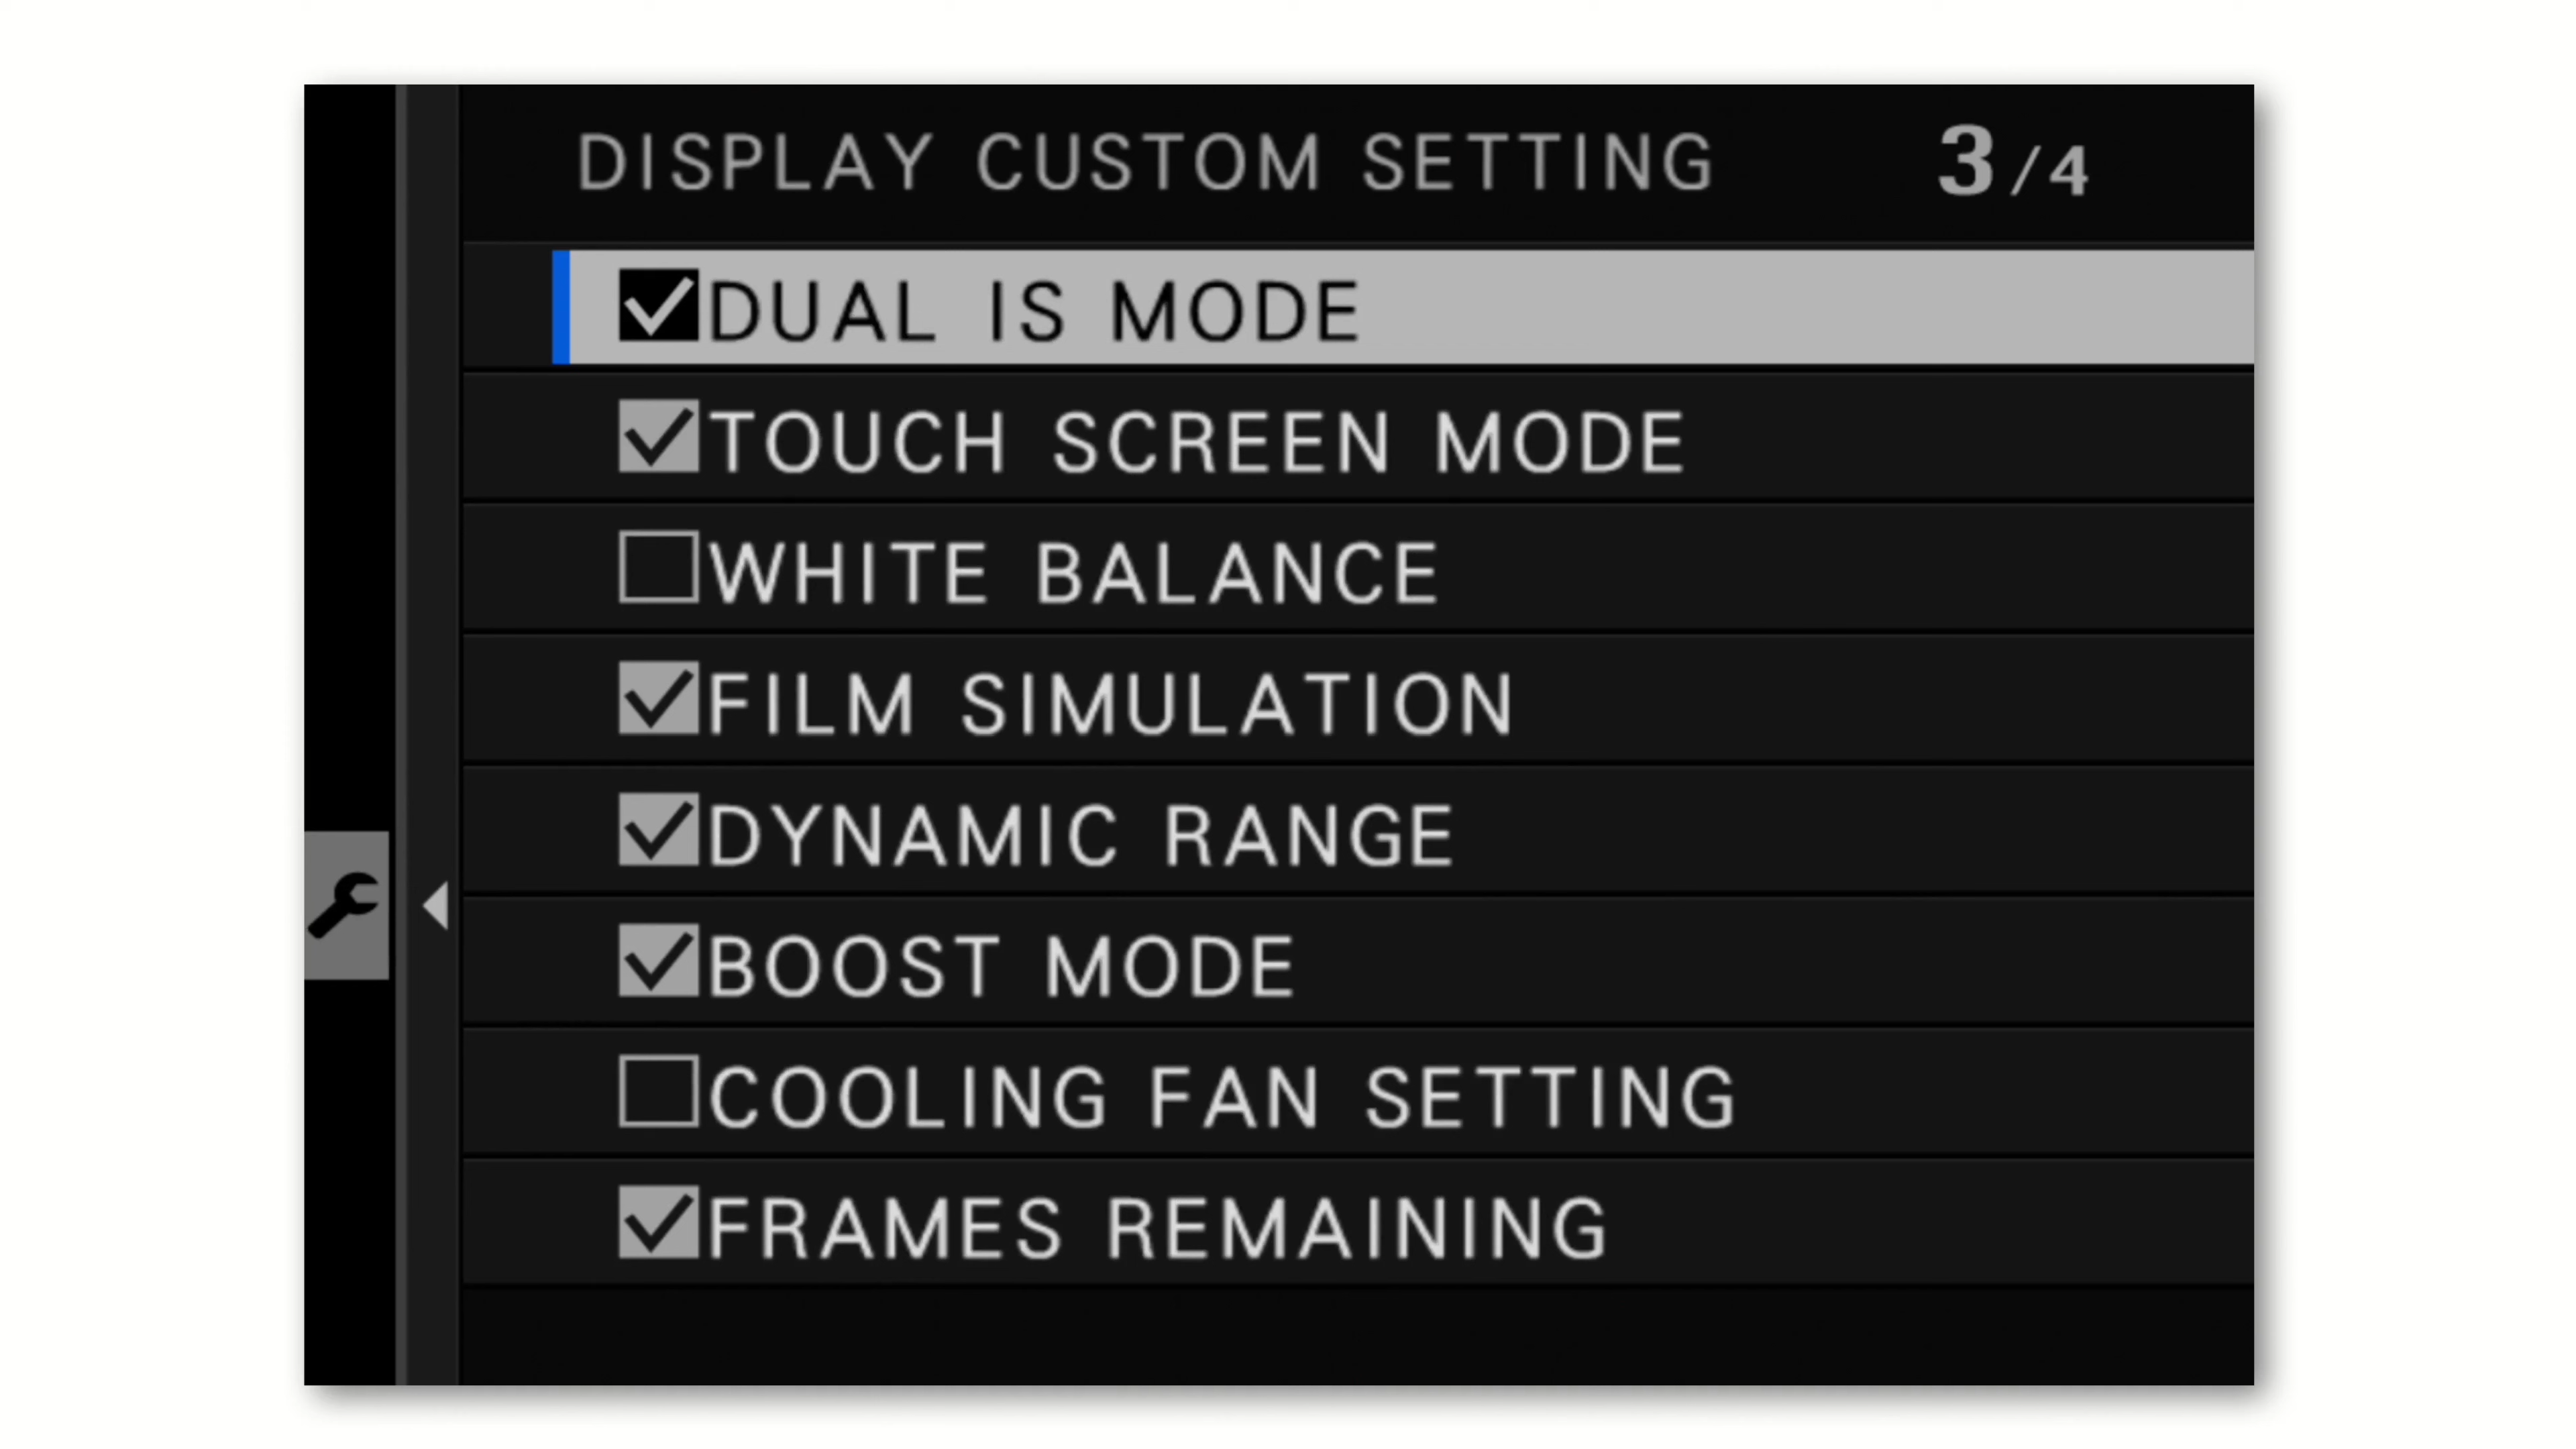 DISPLAY CUSTOM SETTING 3/4
DUAL IS MODE
TOUCH SCREEN MODE
WHITE BALANCE
FILM SIMULATION
DYNAMIC RANGE
BOOST MODE
COOLING FAN SETTING
FRAMES REMAINING